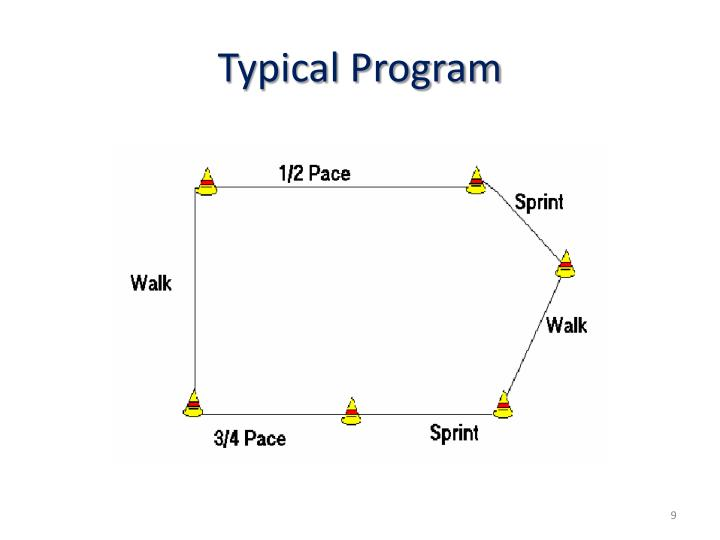 Typical Program
1/2 Pace
Sprint
Walk
Walk
3/4 Pace
Sprint
9